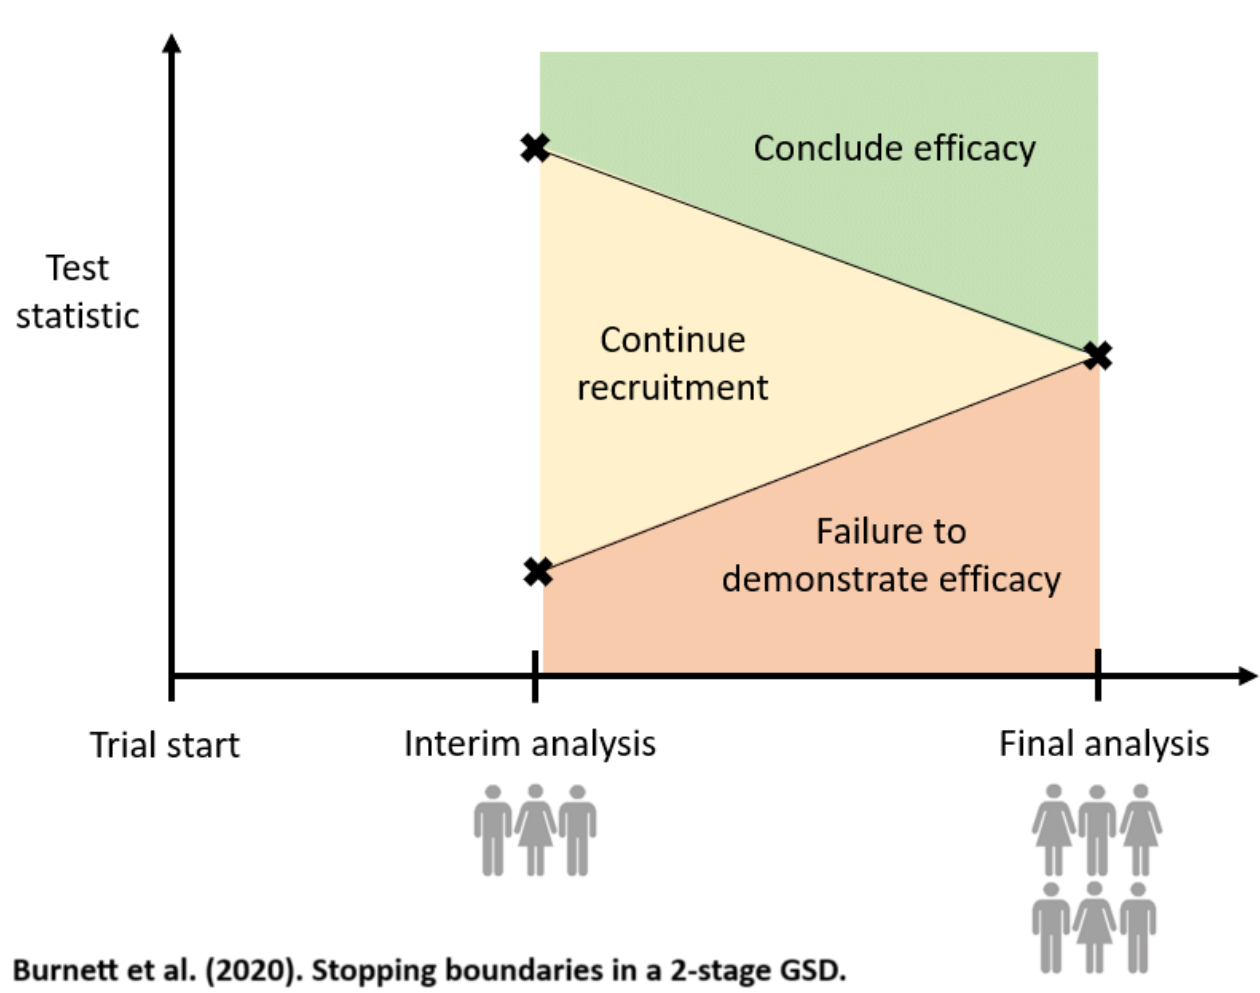 Conclude efficacy
Test
statistic
Continue
recruitment
Failure to
demonstrate efficacy
Trial start
Interim analysis
Final analysis
Burnett et al. (2020). Stopping boundaries in a 2-stage GSD.